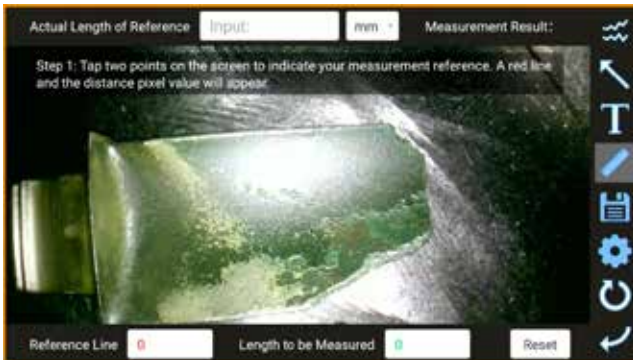 Actual Length of Reference Input: mm Measurement Result:
Step 1: Tap two points on the screen to indicate your measurement reference. A red line
and the distance pixel value will appear.
T
Reference Line 0 Length to be Measured 0 Reset